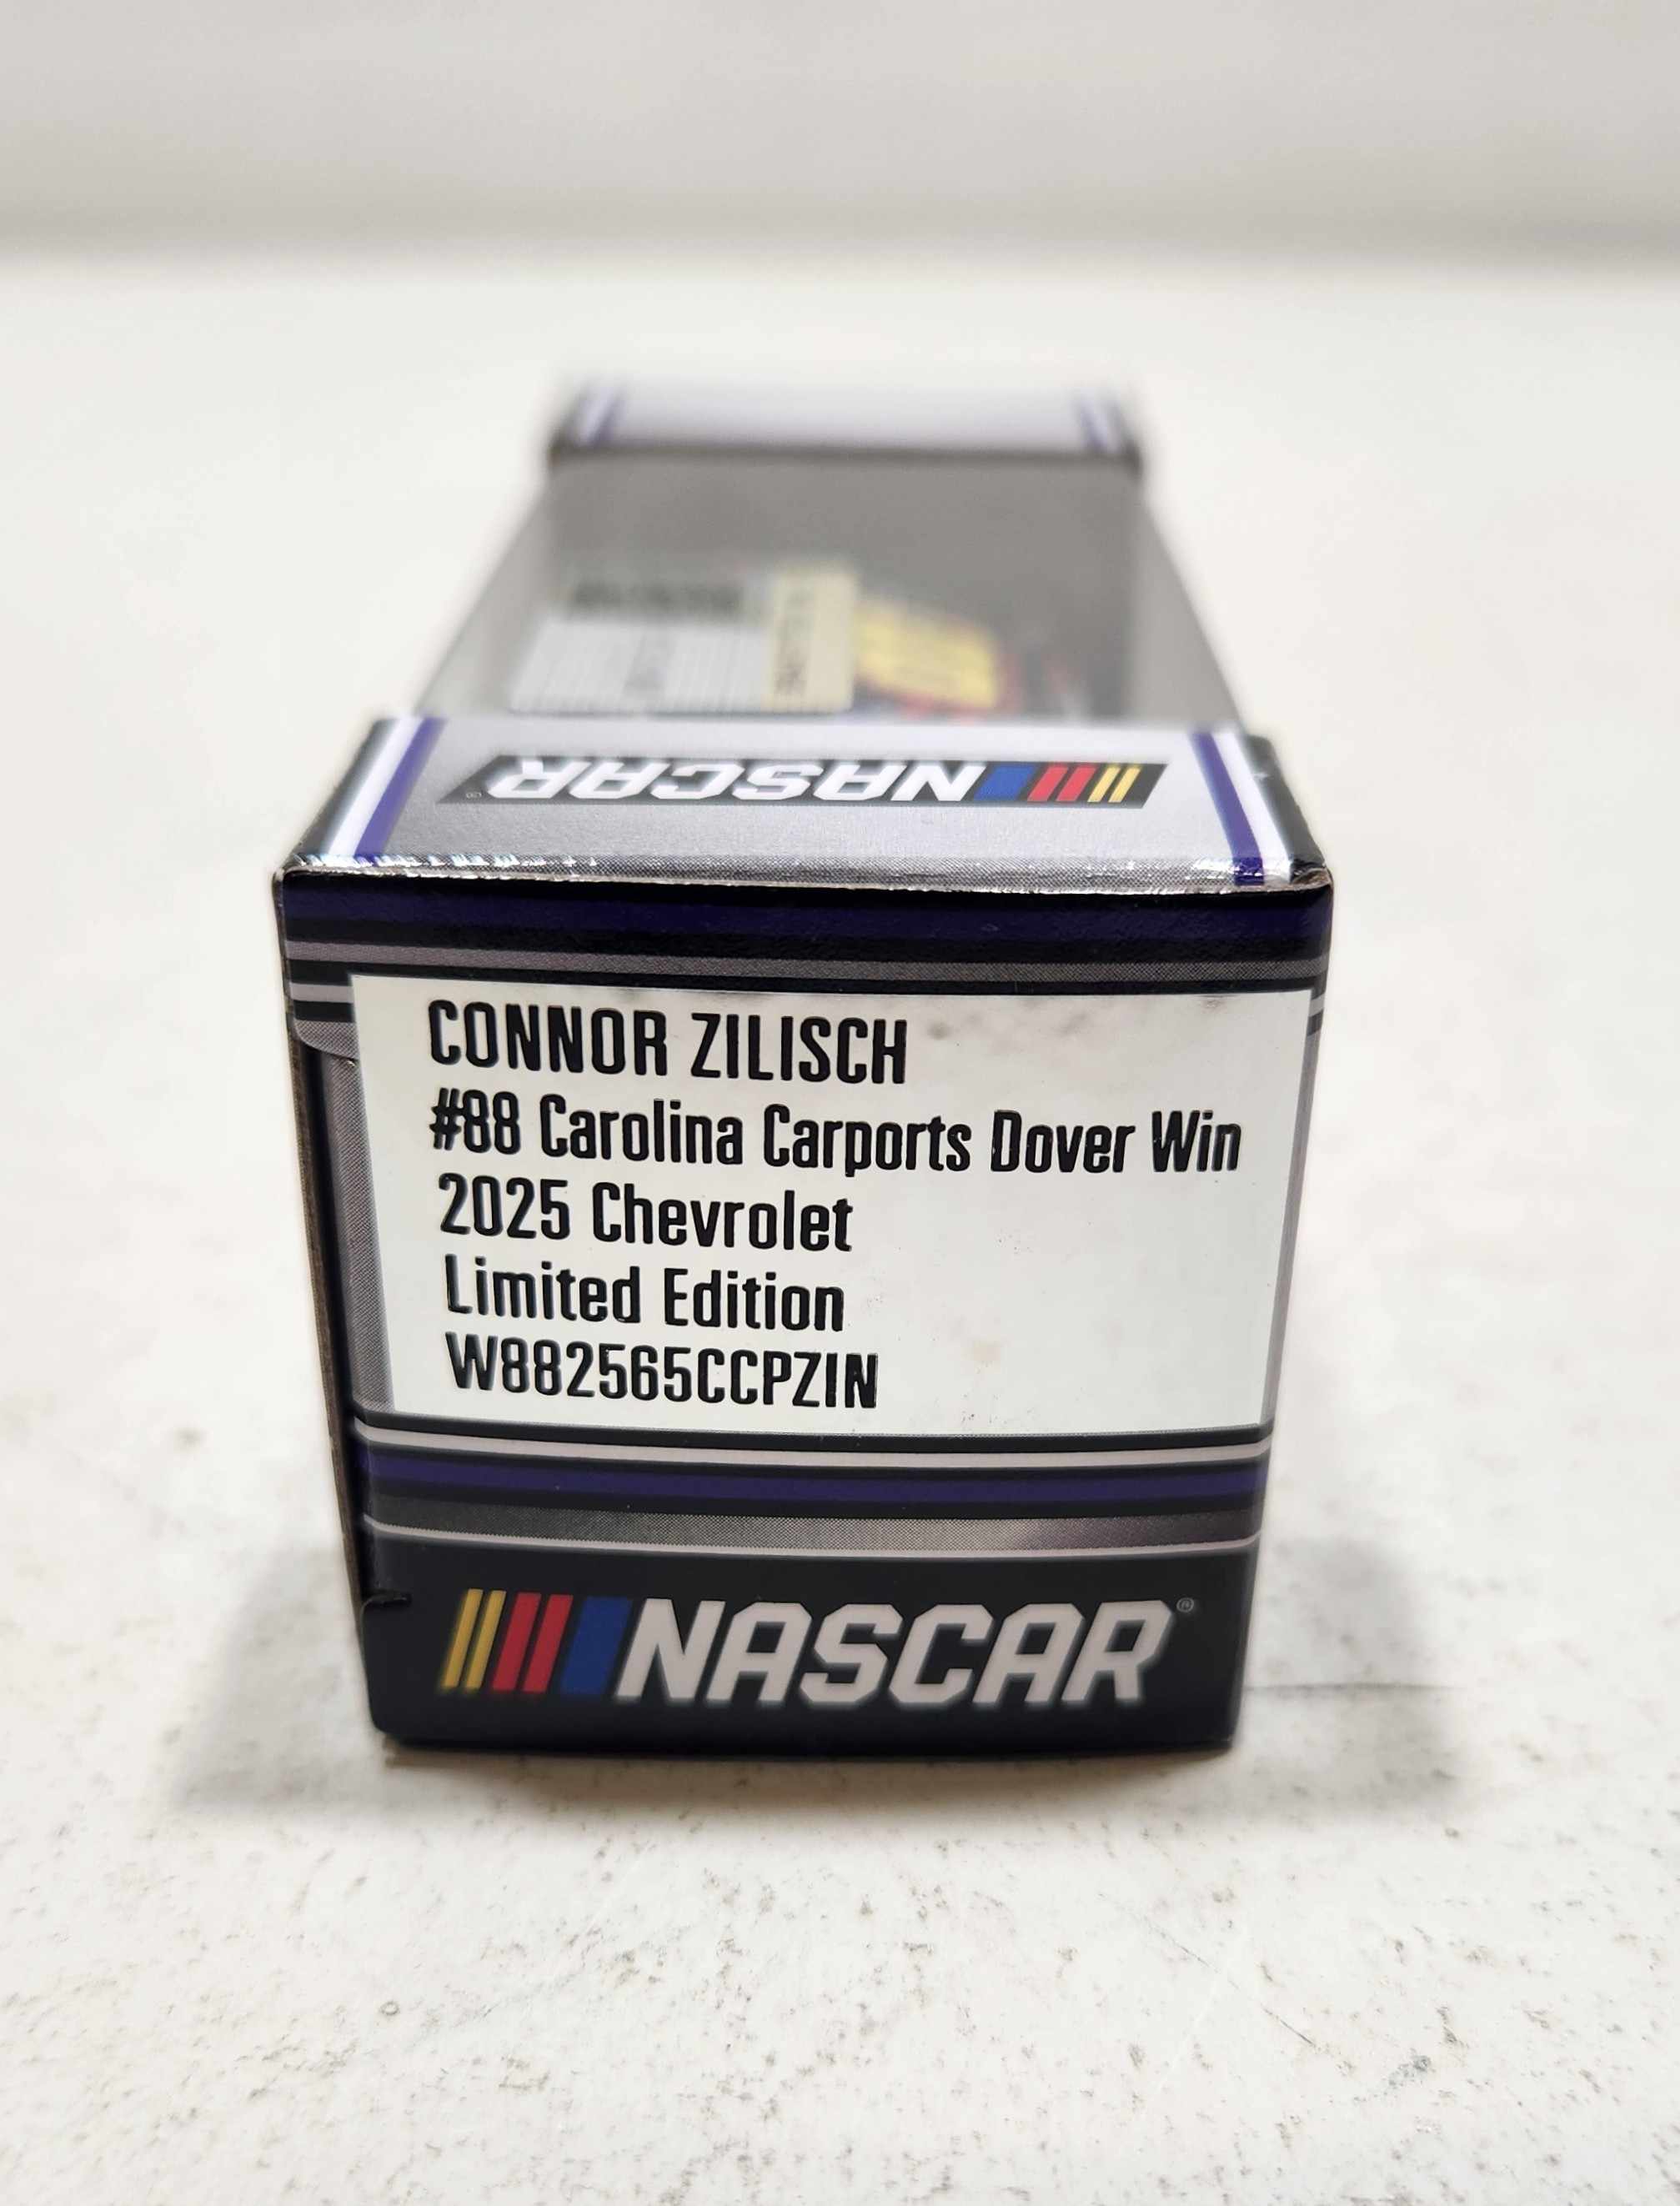 NASCAR
CONNOR ZILISCH
#88 Carolina Carports Dover Win
2025 Chevrolet
Limited Edition
W882565CCPZIN
NASCAR®